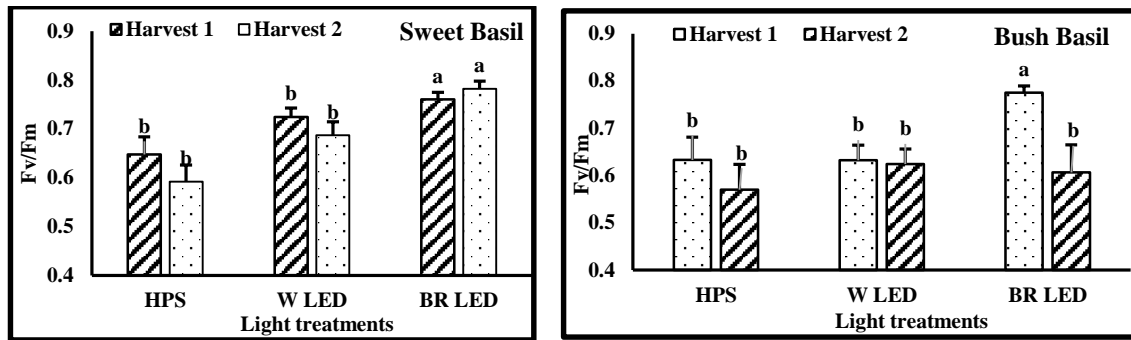 0.9
Harvest 1 Harvest 2 Sweet Basil
a a
0.8
b b
0.7
b
b
0.6
0.5
0.4
Fv/Fm
HPS W LED BR LED
Light treatments
0.9
Harvest 1 Harvest 2 Bush Basil
a
0.8
b b b b
0.7
b
0.6
0.5
0.4
Fv/Fm
HPS W LED BR LED
Light treatments